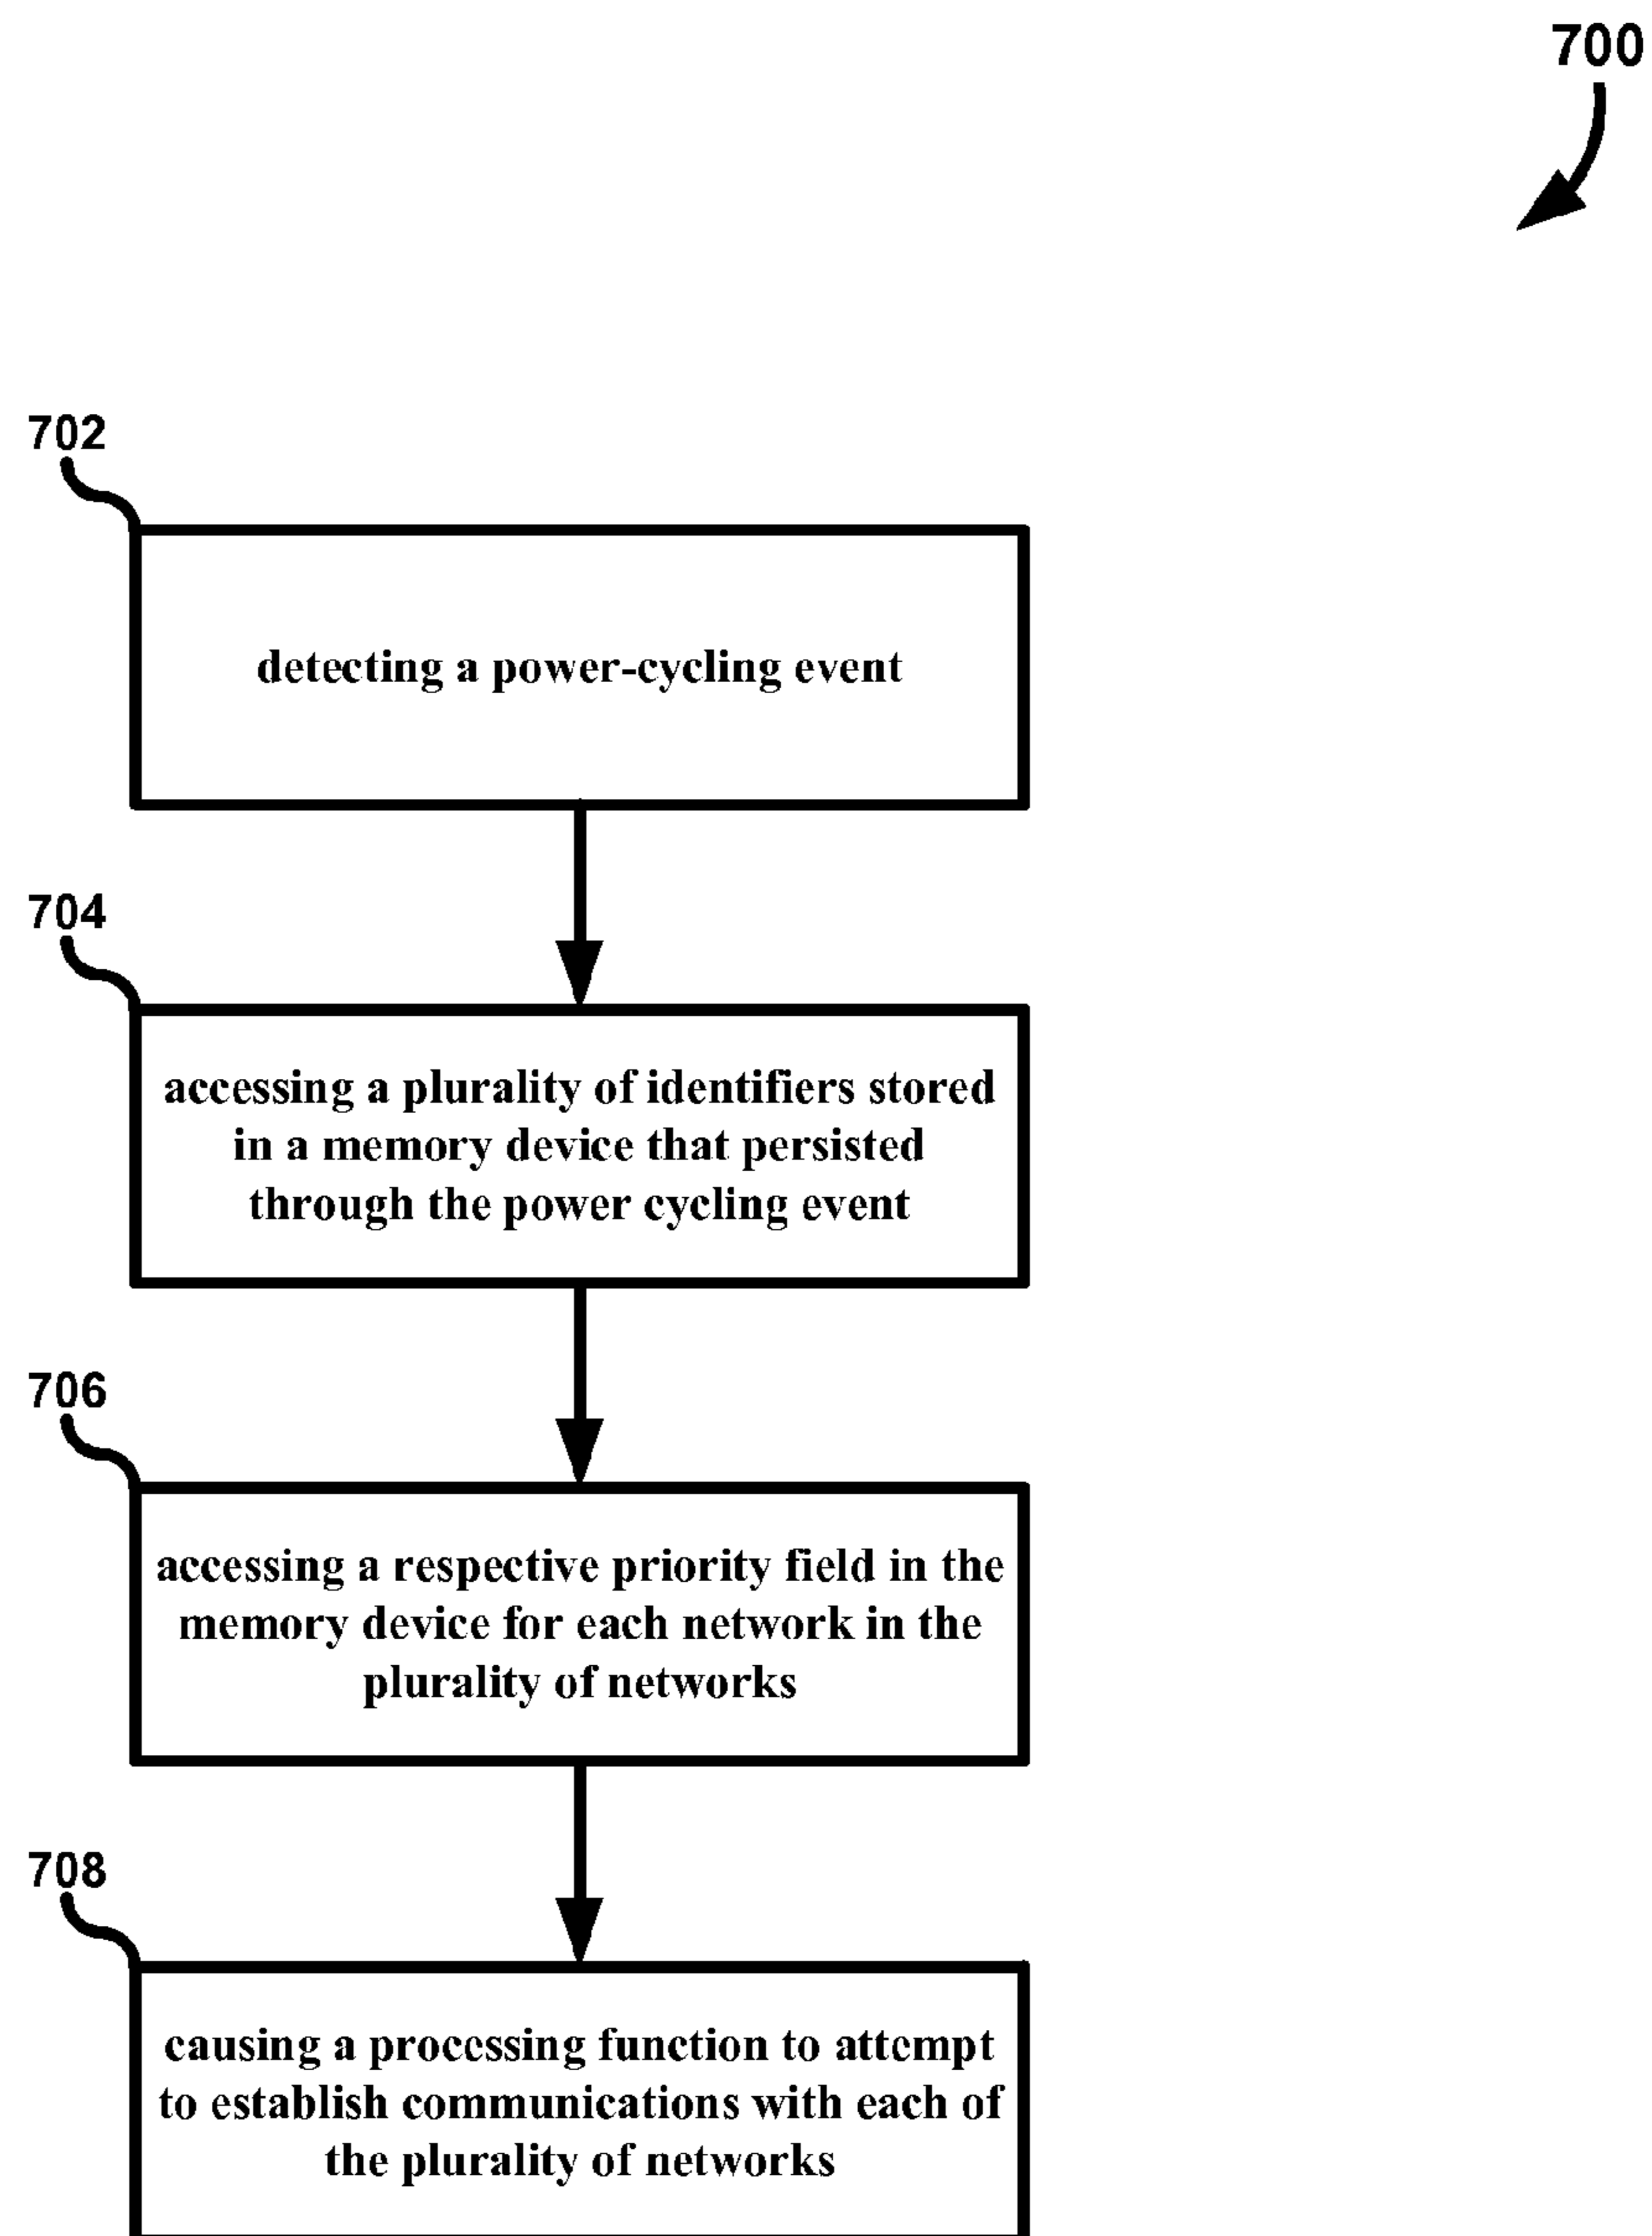 700
702
detecting a power-cycling event
704
accessing a plurality of identifiers stored
in a memory device that persisted
through the power cycling event
706
accessing a respective priority field in the
memory device for each network in the
plurality of networks
708
causing a processing function to attempt
to establish communications with each of
the plurality of networks